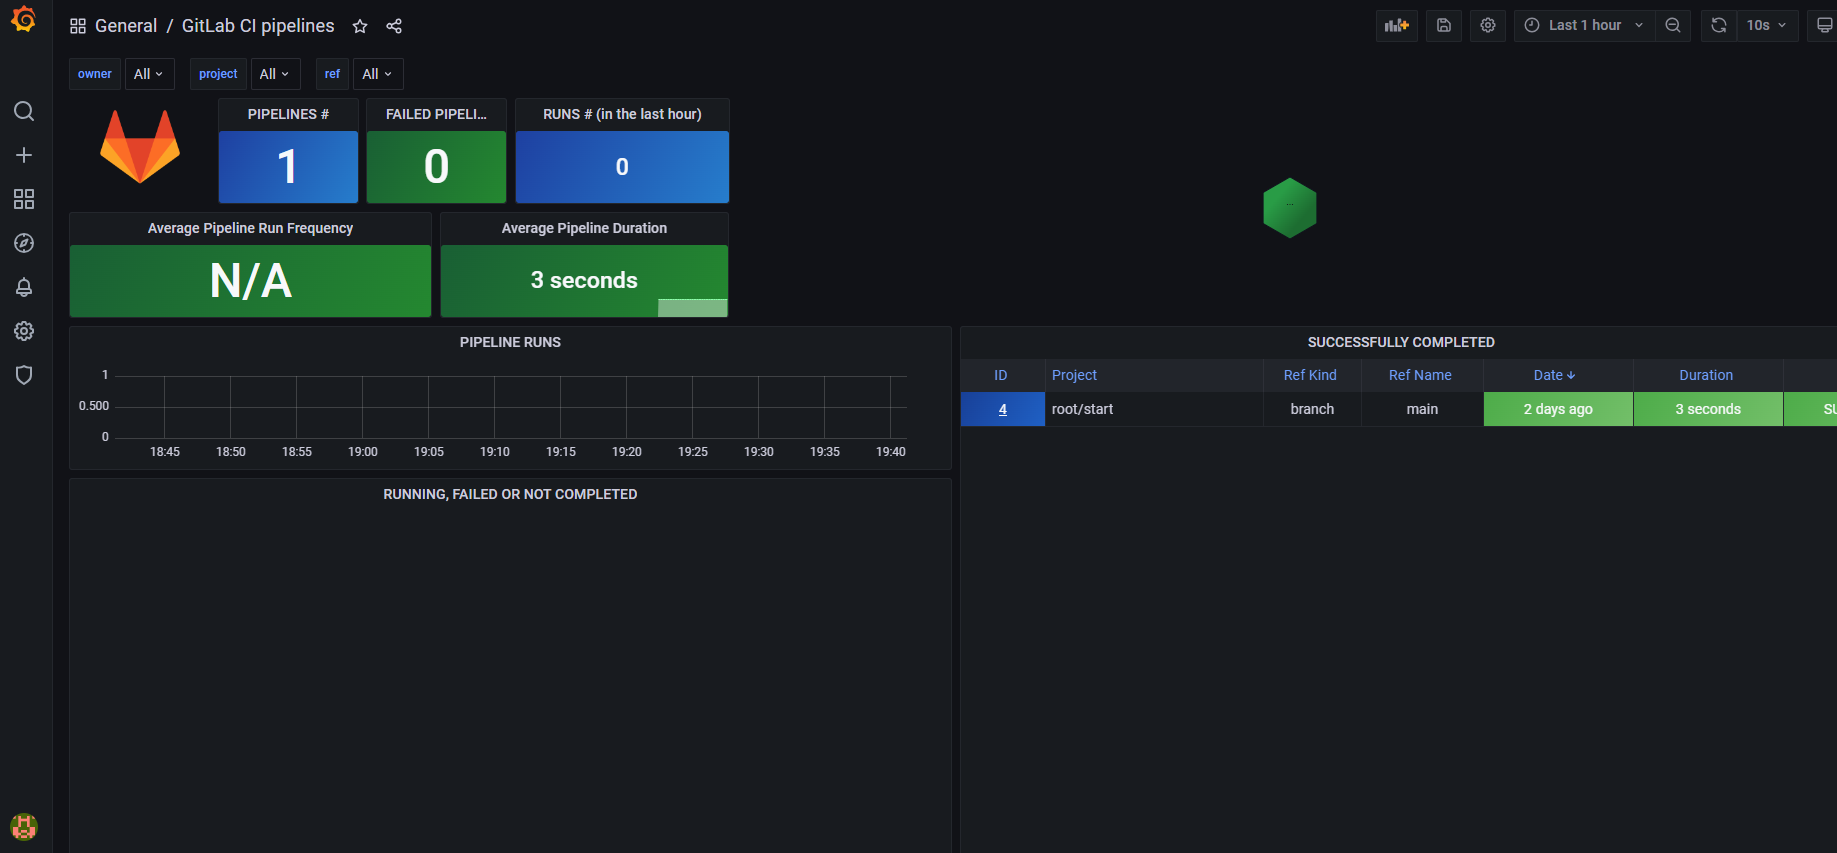 General / GitLab CI pipelines
Last 1 hour
10s
owner All project All ref All
PIPELINES #
1
FAILED PIPELI...
0
RUNS # (in the last hour)
0
...
Average Pipeline Run Frequency
N/A
Average Pipeline Duration
3 seconds
PIPELINE RUNS
1
0.500
0
18:45 18:50 18:55 19:00 19:05 19:10 19:15 19:20 19:25 19:30 19:35 19:40
SUCCESSFULLY COMPLETED
ID Project Ref Kind Ref Name Date Duration
4 root/start branch main 2 days ago 3 seconds SU
RUNNING, FAILED OR NOT COMPLETED